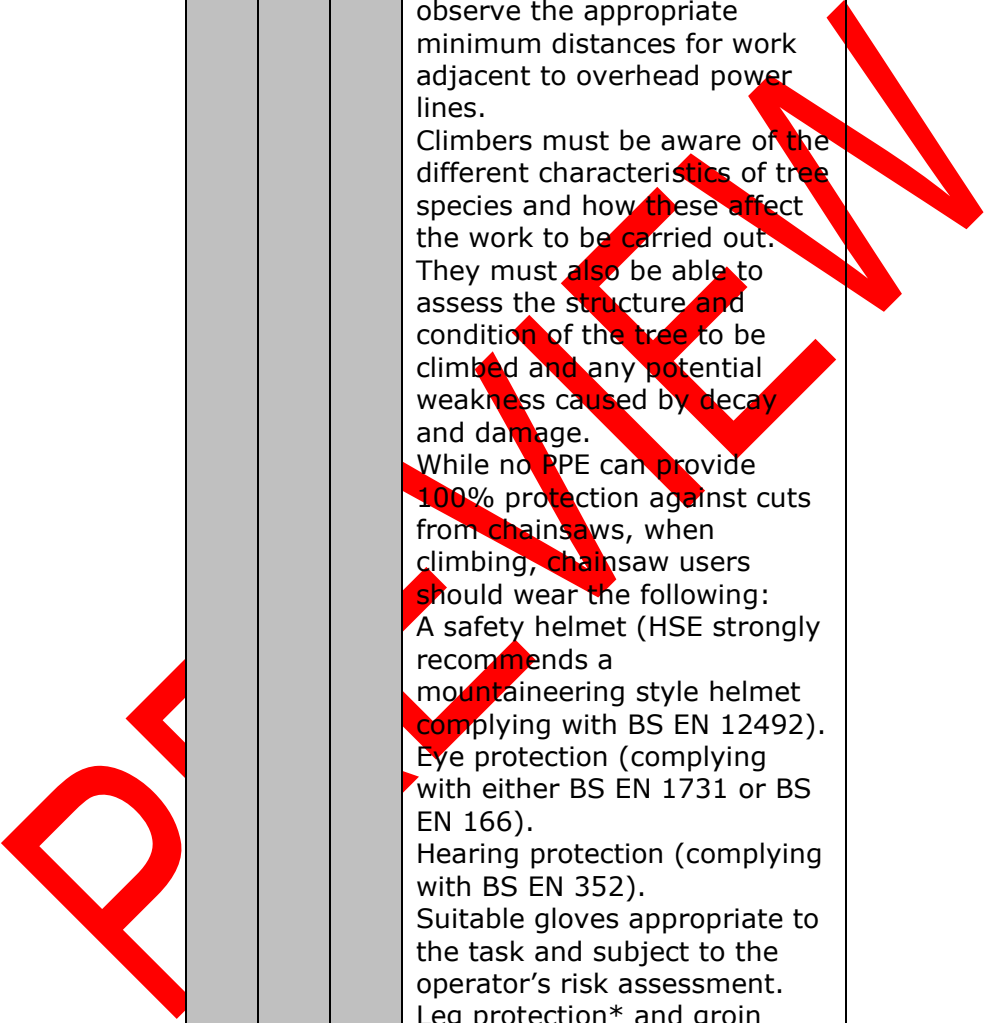 observe the appropriate
minimum distances for work
adjacent to overhead power
lines.
Climbers must be aware of the
different characteristics of tree
species and how these affect
the work to be carried out.
They must also be able to
assess the structure and
condition of the tree to be
climbed and any potential
weakness caused by decay
and damage.
While no PPE can provide
100% protection against cuts
from chainsaws, when
climbing, chainsaw users
should wear the following:
A safety helmet (HSE strongly
recommends a
mountaineering style helmet
complying with BS EN 12492).
Eye protection (complying
with either BS EN 1731 or BS
EN 166).
Hearing protection (complying
with BS EN 352).
Suitable gloves appropriate to
the task and subject to the
operator’s risk assessment.
Leg protection* and groin
PREVIEW